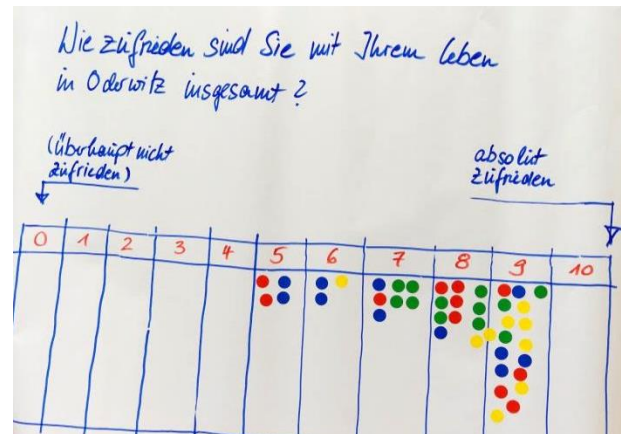 Wie zufrieden sind Sie mit Ihrem Leben
in Oderwitz insgesamt?
(überhaupt nicht
zufrieden)
absolut
zufrieden
0 1 2 3 4 5 6 7 8 9 10